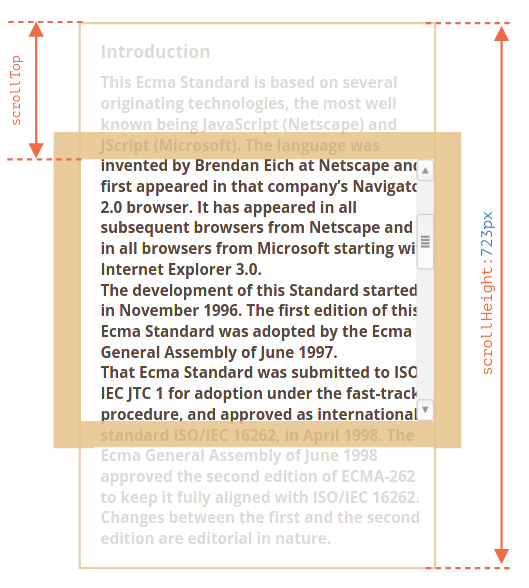 Introduction
This Ecma Standard is based on several
originating technologies, the most well
known being JavaScript (Netscape) and
JScript (Microsoft). The language was
invented by Brendan Eich at Netscape and
first appeared in that company’s Navigato
2.0 browser. It has appeared in all
subsequent browsers from Netscape and
in all browsers from Microsoft starting wi
Internet Explorer 3.0.
The development of this Standard started
in November 1996. The first edition of this
Ecma Standard was adopted by the Ecma
General Assembly of June 1997.
That Ecma Standard was submitted to ISO
IEC JTC 1 for adoption under the fast-track
procedure, and approved as international
standard ISO/IEC 16262, in April 1998. The
Ecma General Assembly of June 1998
approved the second edition of ECMA-262
to keep it fully aligned with ISO/IEC 16262.
Changes between the first and the second
edition are editorial in nature.
scrollTop
scrollHeight:723px